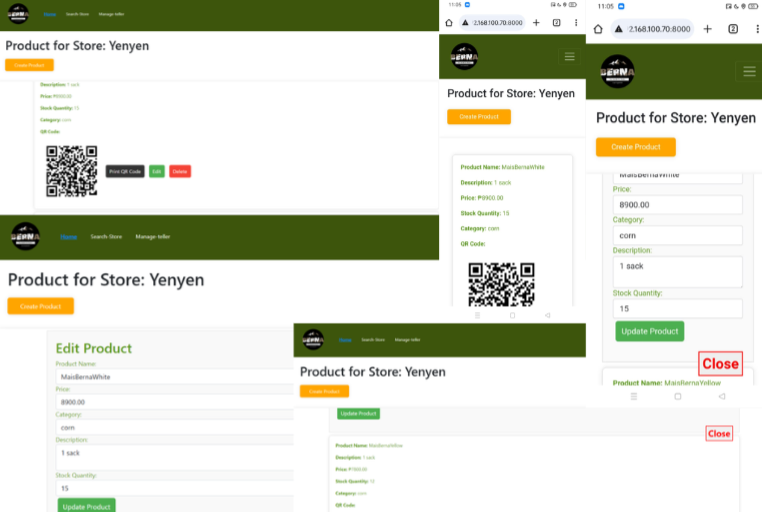 BERNA
Home
Search-Store
Manage-teller
Product for Store: Yenyen
Create Product
Description: 1 sack
Price: ₱8900.00
Stock Quantity: 15
Category: corn
QR Code:
Print QR Code
Edit
Delete
BERNA
Home
Search-Store
Manage-teller
Product for Store: Yenyen
Create Product
Edit Product
Product Name:
MaisBernaWhite
Price:
8900.00
Category:
corn
Description:
1 sack
Stock Quantity:
15
Update Product
11:05
2.168.100.70:8000
2
BERNA
Product for Store: Yenyen
Create Product
Product Name: MaisBernaWhite
Description: 1 sack
Price: ₱8900.00
Stock Quantity: 15
Category: corn
QR Code:
11:05
2.168.100.70:8000
2
BERNA
Product for Store: Yenyen
Create Product
MaisBernaWhite
Price:
8900.00
Category:
corn
Description:
1 sack
Stock Quantity:
15
Update Product
Close
Product Name: MaisBernaYellow
BERNA
Home
Search-Store
Manage-teller
Product for Store: Yenyen
Create Product
Update Product
Close
Product Name: MaisBernaYellow
Description: 1 sack
Stock Quantity: 15
Category: corn
QR Code: